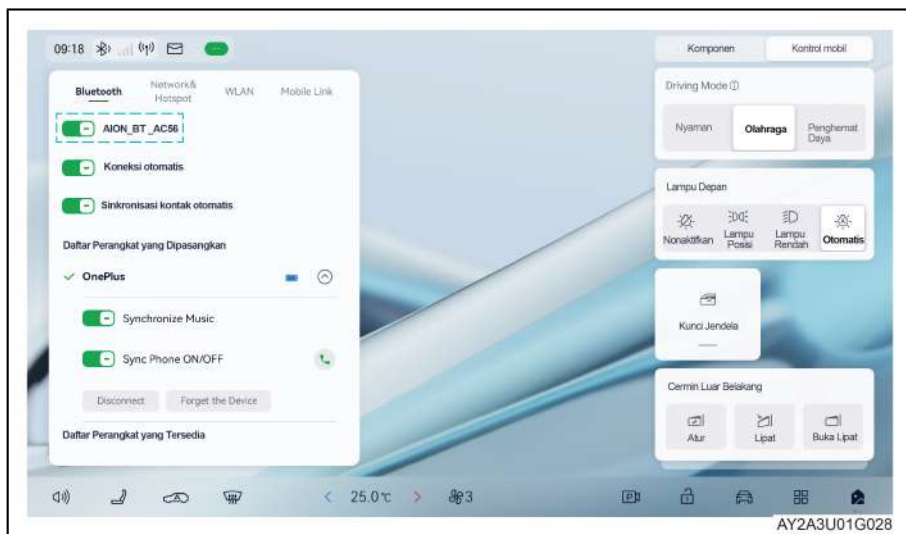 09:18
Komponen
Kontrol mobil
Bluetooth
Network&
Hotspot
WLAN
Mobile Link
AION_BT_AC56
Koneksi otomatis
Sinkronisasi kontak otomatis
Daftar Perangkat yang Dipasangkan
OnePlus
Synchronize Music
Sync Phone ON/OFF
Disconnect
Forget the Device
Daftar Perangkat yang Tersedia
Driving Mode
Nyaman
Olahraga
Penghemat
Daya
Lampu Depan
Nonaktifkan
Lampu
Posisi
Lampu
Rendah
Otomatis
Kunci Jendela
Cermin Luar Belakang
Atur
Lipat
Buka Lipat
< 25.0℃ >
3
P
AY2A3U01G028